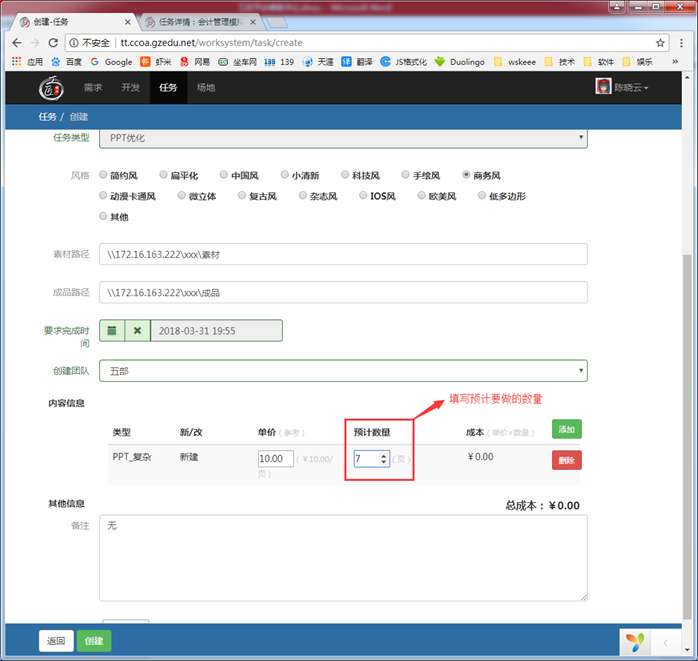 创建-任务
任务详情：会计管理模拟
不安全 | tt.ccoa.gzedu.net/worksystem/task/create
应用 百度 Google 虾米 网易 坐车网 139 139 天涯 翻译 JS格式化 Duolingo wskeee 技术 软件 娱乐 »
需求 开发 任务 场地 陈晓云
任务 / 创建
任务类型 PPT优化
风格 简约风 扁平化 中国风 小清新 科技风 手绘风 商务风
动漫卡通风 微立体 复古风 杂志风 IOS风 欧美风 低多边形
其他
素材路径 \\172.16.163.222\xxx\素材
成品路径 \\172.16.163.222\xxx\成品
要求完成时
间
2018-03-31 19:55
创建团队 五部
内容信息
填写预计要做的数量
类型 新/改 单价（参考） 预计数量 成本（单价×数量） 添加
PPT_复杂 新建 10.00 （￥10.00/
页） 7 （页） ￥0.00 删除
其他信息
总成本：￥0.00
备注 无
返回 创建